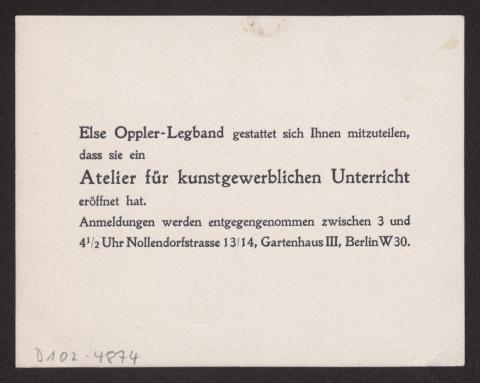 Else Oppler-Legband gestattet sich Ihnen mitzuteilen,
dass sie ein
Atelier für kunstgewerblichen Unterricht
eröffnet hat.
Anmeldungen werden entgegengenommen zwischen 3 und
4½ Uhr Nollendorfstrasse 13/14, Gartenhaus III, Berlin W 30.
D102-4874